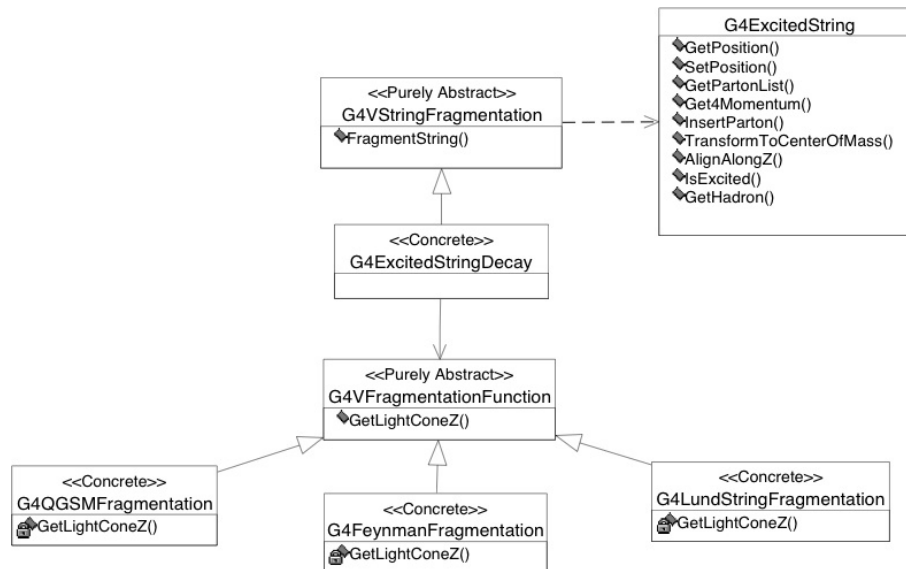 G4ExcitedString
GetPosition()
SetPosition()
GetPartonList()
Get4Momentum()
InsertParton()
TransformToCenterOfMass()
AlignAlongZ()
IsExcited()
GetHadron()
<<Purely Abstract>>
G4VStringFragmentation
FragmentString()
<<Concrete>>
G4ExcitedStringDecay
<<Purely Abstract>>
G4VFragmentationFunction
GetLightConeZ()
<<Concrete>>
G4QGSMFragmentation
GetLightConeZ()
<<Concrete>>
G4FeynmanFragmentation
GetLightConeZ()
<<Concrete>>
G4LundStringFragmentation
GetLightConeZ()